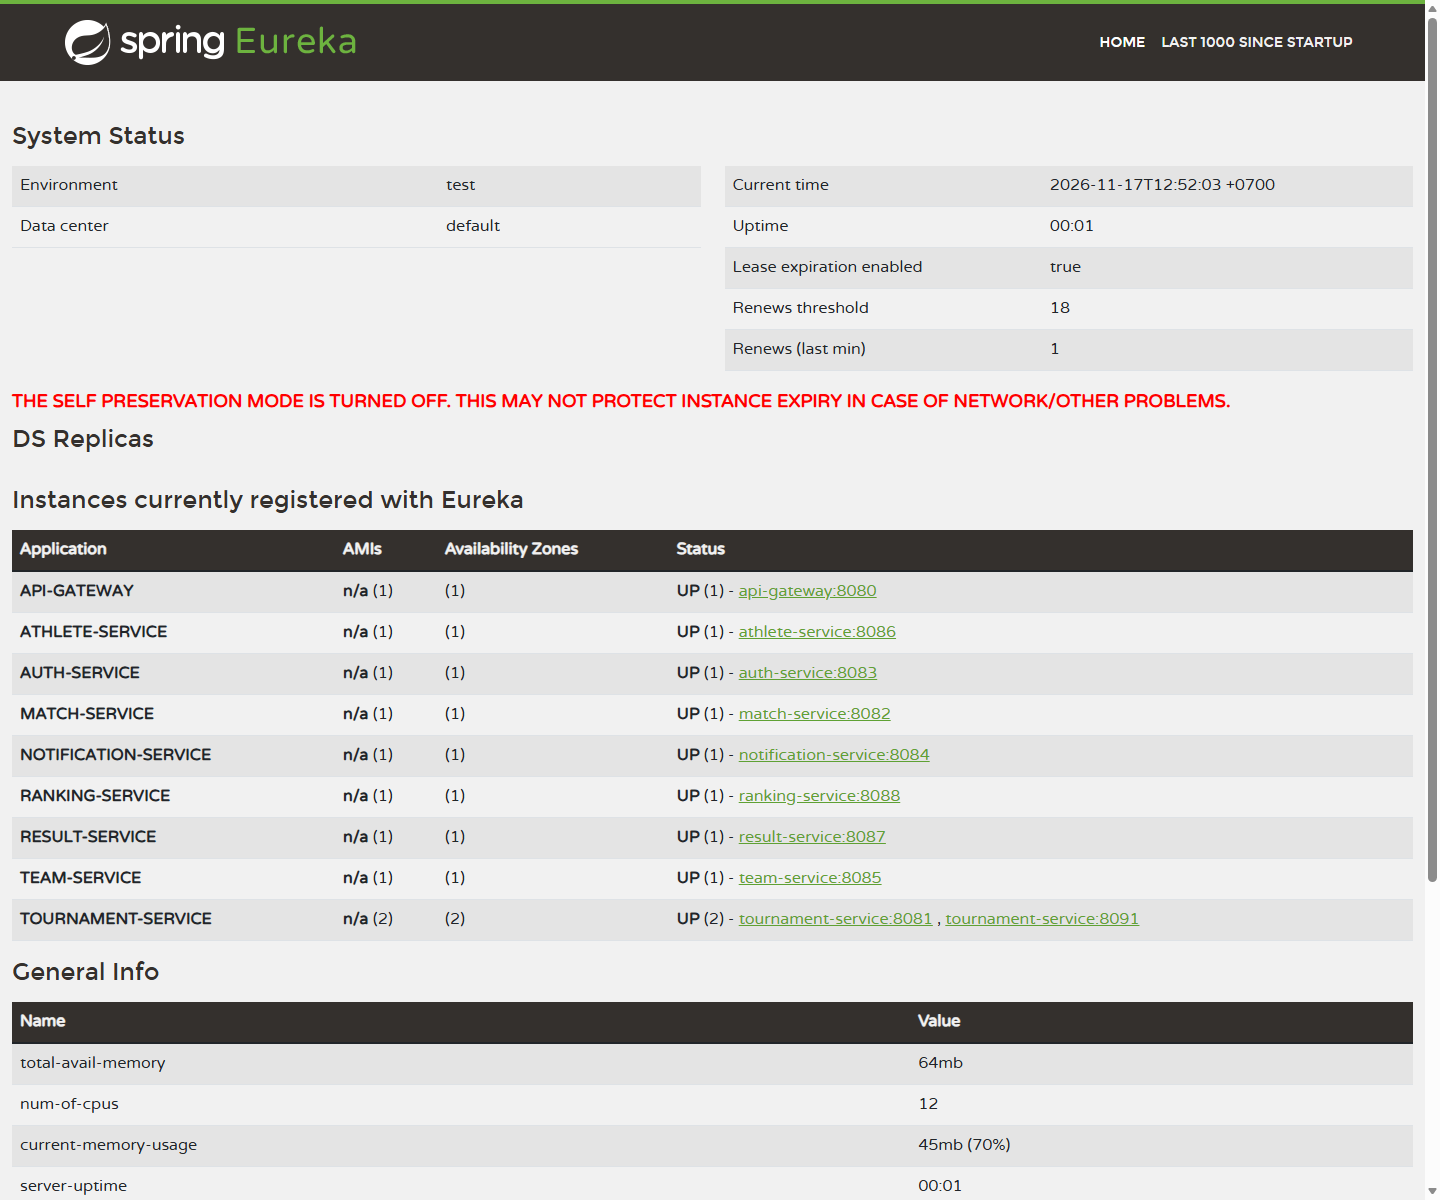 spring Eureka
HOME LAST 1000 SINCE STARTUP
System Status
Environment test
Data center default
Current time 2026-11-17T12:52:03 +0700
Uptime 00:01
Lease expiration enabled true
Renews threshold 18
Renews (last min) 1
THE SELF PRESERVATION MODE IS TURNED OFF. THIS MAY NOT PROTECT INSTANCE EXPIRY IN CASE OF NETWORK/OTHER PROBLEMS.
DS Replicas
Instances currently registered with Eureka
Application AMIs Availability Zones Status
API-GATEWAY n/a (1) (1) UP (1) - api-gateway:8080
ATHLETE-SERVICE n/a (1) (1) UP (1) - athlete-service:8086
AUTH-SERVICE n/a (1) (1) UP (1) - auth-service:8083
MATCH-SERVICE n/a (1) (1) UP (1) - match-service:8082
NOTIFICATION-SERVICE n/a (1) (1) UP (1) - notification-service:8084
RANKING-SERVICE n/a (1) (1) UP (1) - ranking-service:8088
RESULT-SERVICE n/a (1) (1) UP (1) - result-service:8087
TEAM-SERVICE n/a (1) (1) UP (1) - team-service:8085
TOURNAMENT-SERVICE n/a (2) (2) UP (2) - tournament-service:8081 , tournament-service:8091
General Info
Name Value
total-avail-memory 64mb
num-of-cpus 12
current-memory-usage 45mb (70%)
server-uptime 00:01